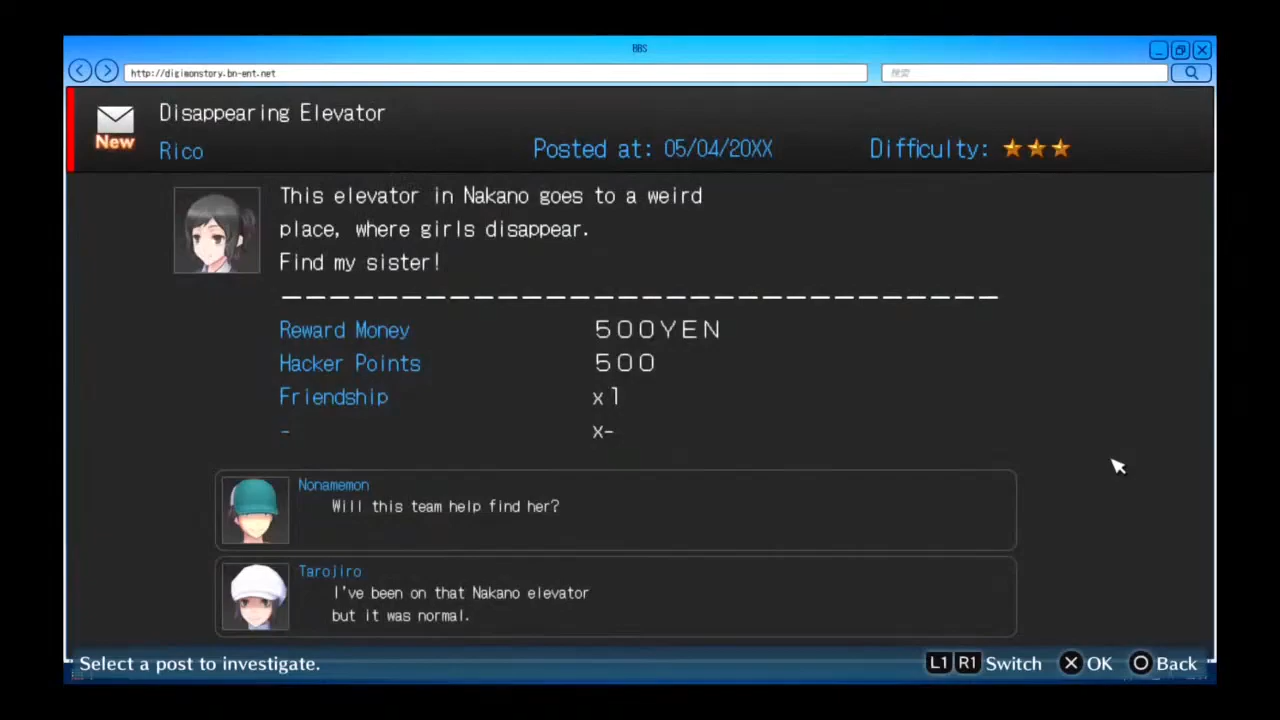 BBS
http://digimonstory.bn-ent.net
検索
Disappearing Elevator
New
Rico
Posted at: 05/04/20XX
Difficulty: ★★★
This elevator in Nakano goes to a weird
place, where girls disappear.
Find my sister!
Reward Money 500YEN
Hacker Points 500
Friendship x1
- x-
Nonamemon
Will this team help find her?
Tarojiro
I've been on that Nakano elevator
but it was normal.
Select a post to investigate.
L1 R1 Switch X OK O Back